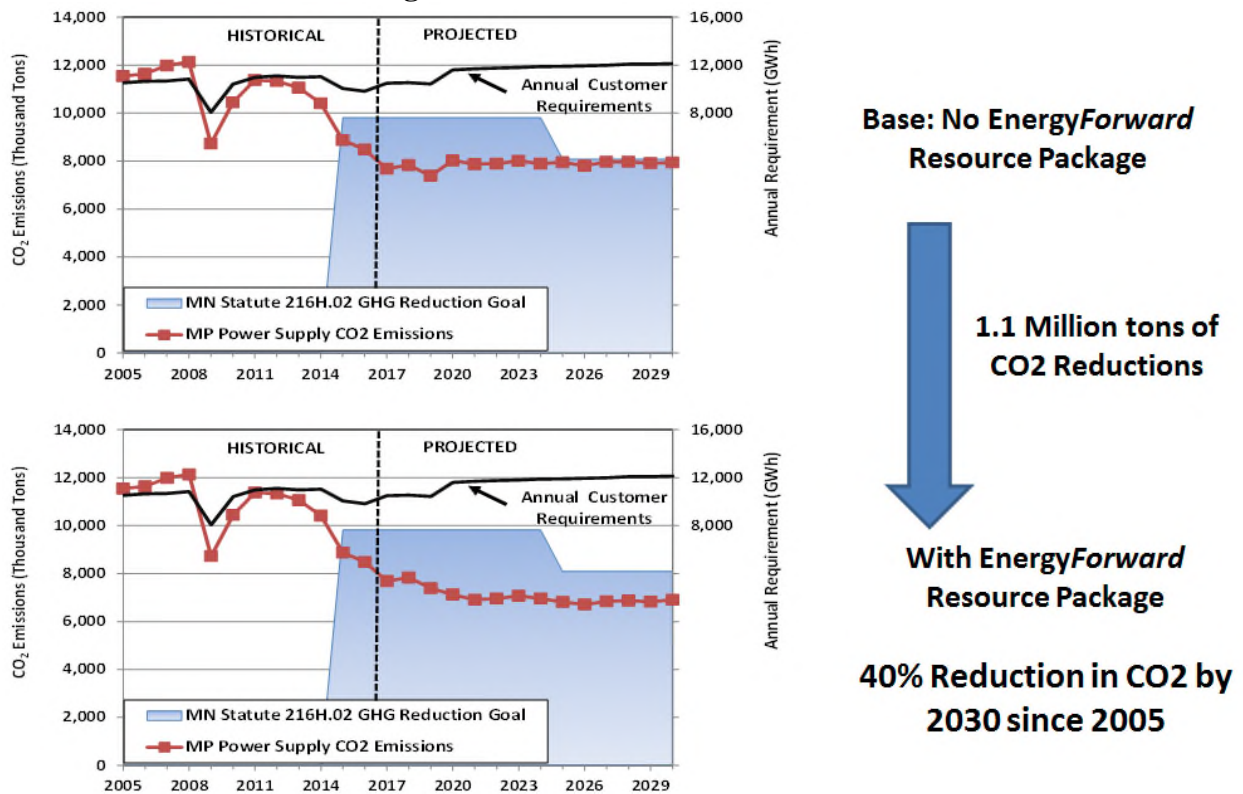 14,000
12,000
10,000
8,000
6,000
4,000
2,000
0
CO2 Emissions (Thousand Tons)
HISTORICAL
PROJECTED
16,000
12,000
8,000
Annual Requirement (GWh)
Annual Customer
Requirements
MN Statute 216H.02 GHG Reduction Goal
MP Power Supply CO2 Emissions
2005 2008 2011 2014 2017 2020 2023 2026 2029
Base: No EnergyForward
Resource Package
1.1 Million tons of
CO2 Reductions
14,000
12,000
10,000
8,000
6,000
4,000
2,000
0
CO2 Emissions (Thousand Tons)
HISTORICAL
PROJECTED
16,000
12,000
8,000
Annual Requirement (GWh)
Annual Customer
Requirements
MN Statute 216H.02 GHG Reduction Goal
MP Power Supply CO2 Emissions
2005 2008 2011 2014 2017 2020 2023 2026 2029
With EnergyForward
Resource Package
40% Reduction in CO2 by
2030 since 2005